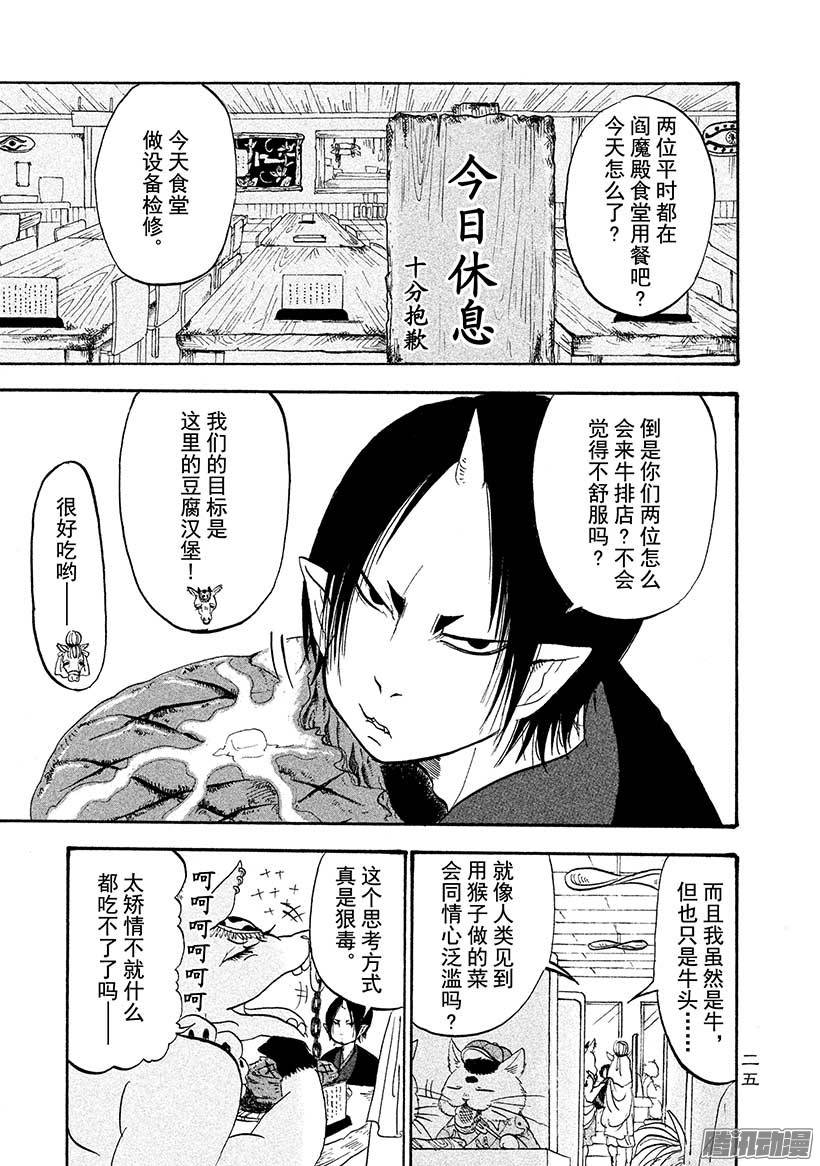 两位平时都在
阎魔殿食堂用餐吧？
今天怎么了？
今日休息
十分抱歉
今天食堂
做设备检修。
倒是你们两位怎么
会来牛排店？不会
觉得不舒服吗？
我们的目标是
这里的豆腐汉堡！
很好吃哟——
而且我虽然是牛，
但也只是牛头……
就像人类见到
用猴子做的菜
会同情心泛滥吗？
这个思考方式
真是狠毒。
呵呵呵呵呵呵
太矫情不就什么
都吃不了了吗——
二五
腾讯动漫